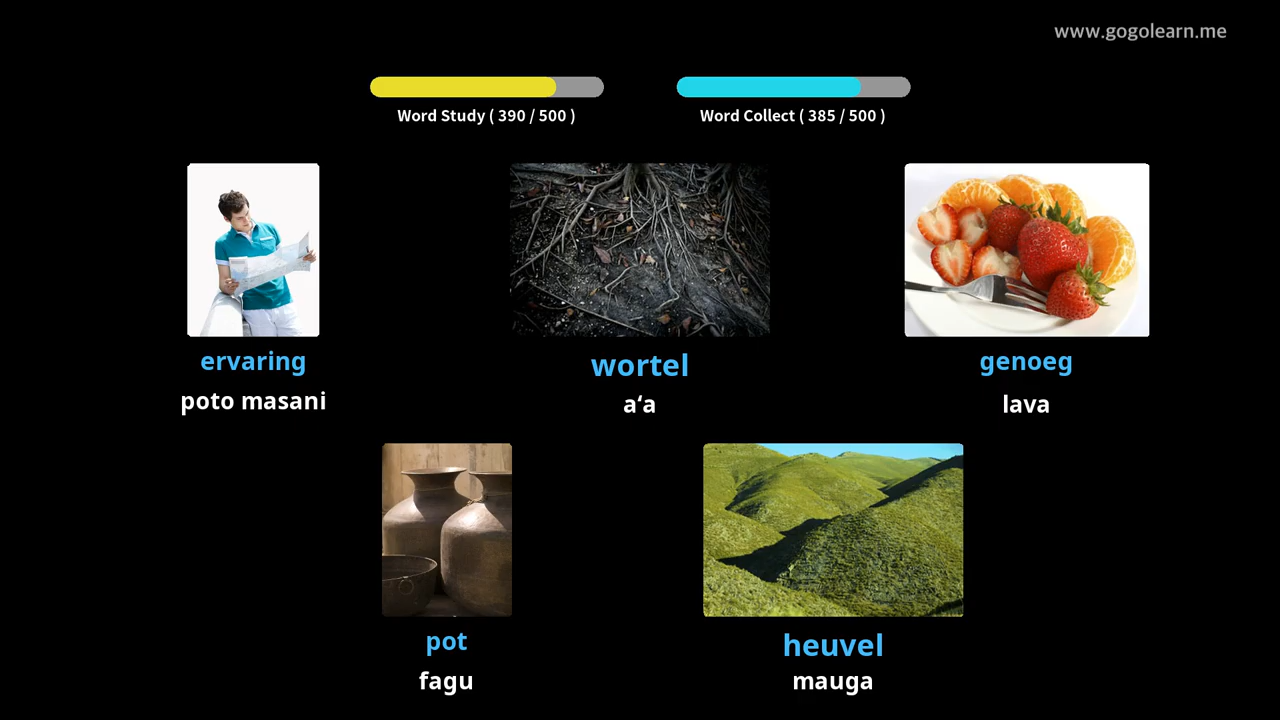 www.gogolearn.me
Word Study ( 390 / 500 )
Word Collect ( 385 / 500 )
ervaring
poto masani
wortel
aʻa
genoeg
lava
pot
fagu
heuvel
mauga